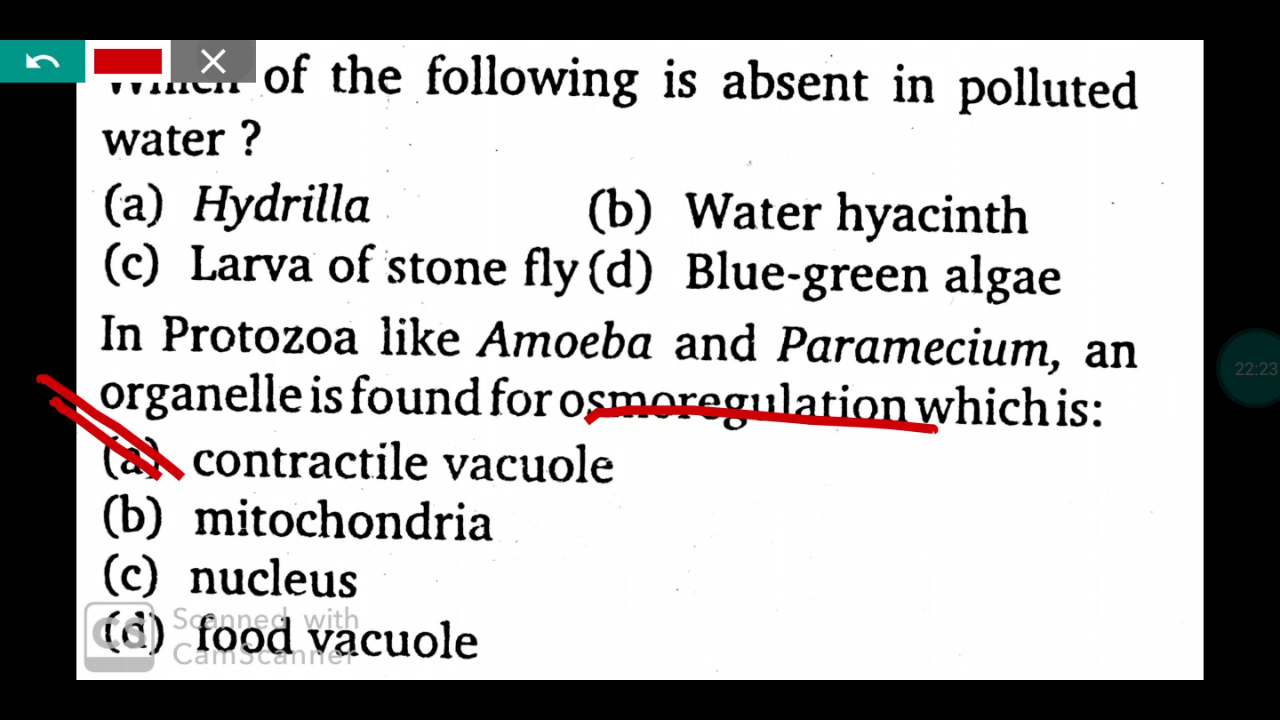 Which of the following is absent in polluted
water ?
(a) Hydrilla (b) Water hyacinth
(c) Larva of stone fly (d) Blue-green algae
In Protozoa like Amoeba and Paramecium, an
organelle is found for osmoregulation which is:
22:23
(a) contractile vacuole
(b) mitochondria
(c) nucleus
(d) food vacuole
CS Scanned with
CamScanner